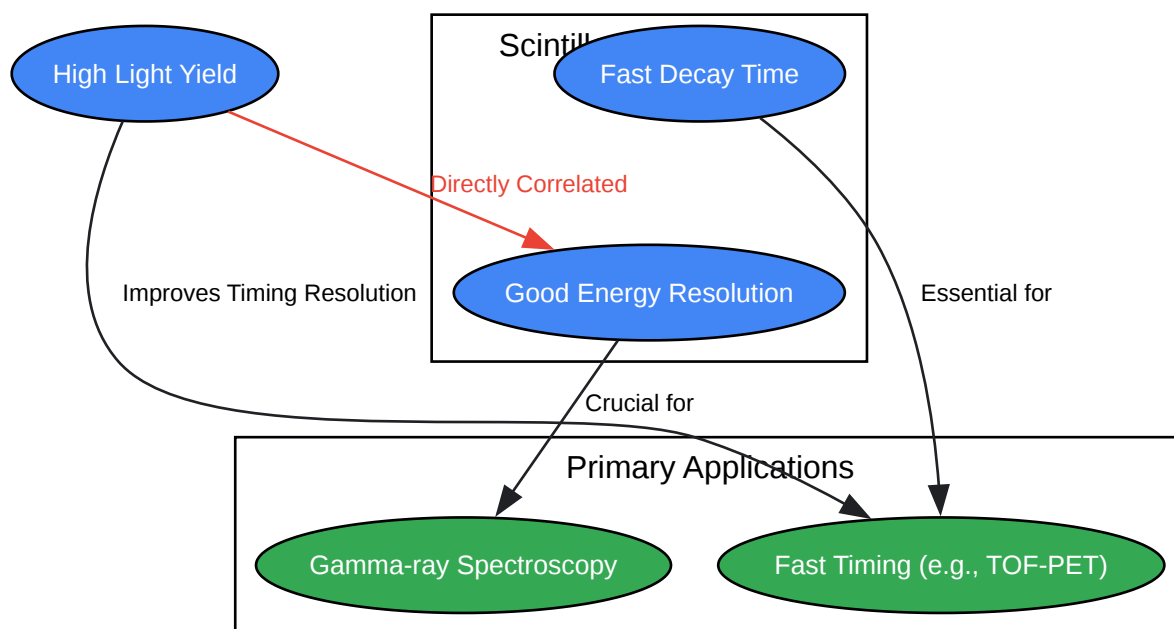 High Light Yield
Fast Decay Time
Directly Correlated
Improves Timing Resolution
Good Energy Resolution
Essential for
Crucial for
Primary Applications
Gamma-ray Spectroscopy
Fast Timing (e.g., TOF-PET)